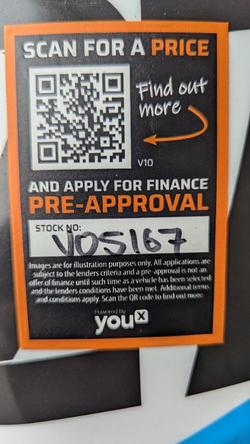 SCAN FOR A PRICE
Find out
more
V10
AND APPLY FOR FINANCE
PRE-APPROVAL
STOCK NO:
VOS167
Images are for illustration purposes only. All applications are
subject to the lenders criteria and a pre-approval is not an
offer of finance until such time as a vehicle has been selected
and the lenders conditions have been met. Additional terms
and conditions apply. Scan the QR code to find out more
Powered By
youX